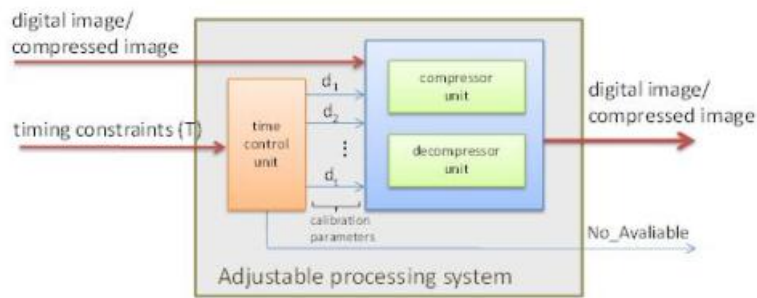 digital image/
compressed image
timing constraints (T)
time
control
unit
d1
d2
⋮
dt
calibration
parameters
compressor
unit
decompressor
unit
digital image/
compressed image
No_Avaliable
Adjustable processing system